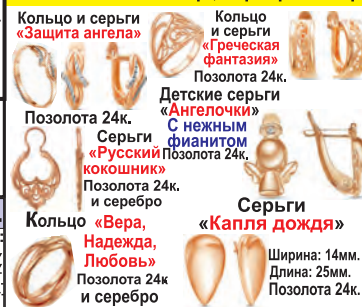 Кольцо и серьги
«Защита ангела»
Позолота 24к.
Кольцо
и серьги
«Греческая
фантазия»
Позолота 24к.
Детские серьги
«Ангелочки»
С нежным
фианитом
Позолота 24к.
Серьги
«Русский
кокошник»
Позолота 24к.
и серебро
Кольцо «Вера,
Надежда,
Любовь»
Позолота 24к
и серебро
Серьги
«Капля дождя»
Ширина: 14мм.
Длина: 25мм.
Позолота 24к.